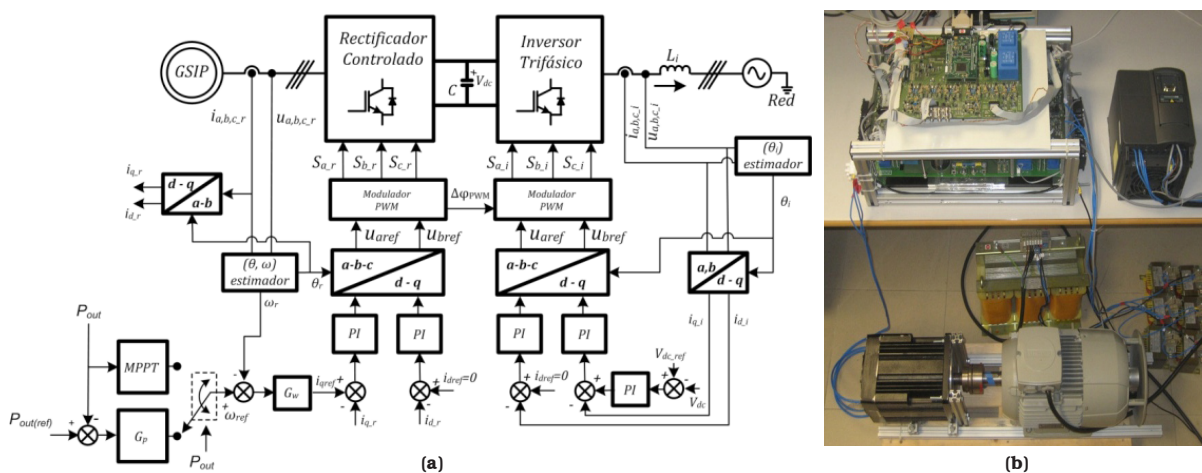 GSIP
Rectificador
Controlado
C
+
V_dc
Inversor
Trifásico
L_i
Red
i_a,b,c_r
u_a,b,c_r
i_a,b,c_i
u_a,b,c_i
S_a_r
S_b_r
S_c_r
S_a_i
S_b_i
S_c_i
(θ_i)
estimador
θ_i
i_q_r
i_d_r
d - q
a-b
Modulador
PWM
Δφ_PWM
Modulador
PWM
u_aref
u_bref
u_aref
u_bref
(θ, ω)
estimador
θ_r
ω_r
a-b-c
d - q
a-b-c
d - q
a,b
d - q
i_q_i
i_d_i
P_out
MPPT
PI
PI
PI
PI
V_dc_ref
+
-
V_dc
PI
+
-
i_dref=0
+
-
i_dref=0
+
-
i_qref
+
-
i_q_r
i_d_r
G_w
-
+
ω_ref
P_out(ref)
+
-
G_p
P_out
(a)
(b)